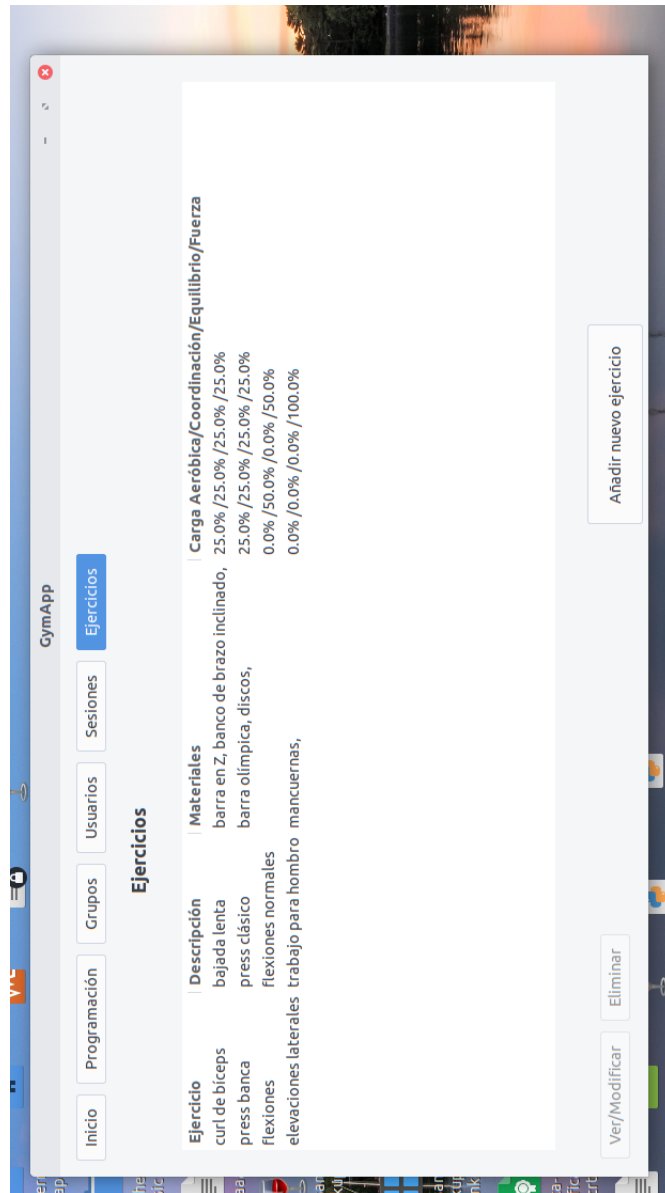 GymApp
Inicio Programación Grupos Usuarios Sesiones Ejercicios
Ejercicios
Ejercicio Descripción Materiales Carga Aeróbica/Coordinación/Equilibrio/Fuerza
curl de bíceps bajada lenta barra en Z, banco de brazo inclinado, 25.0% /25.0% /25.0% /25.0%
press banca press clásico barra olímpica, discos, 25.0% /25.0% /25.0% /25.0%
flexiones flexiones normales 0.0% /50.0% /0.0% /50.0%
elevaciones laterales trabajo para hombro mancuernas, 0.0% /0.0% /0.0% /100.0%
Ver/Modificar Eliminar Añadir nuevo ejercicio